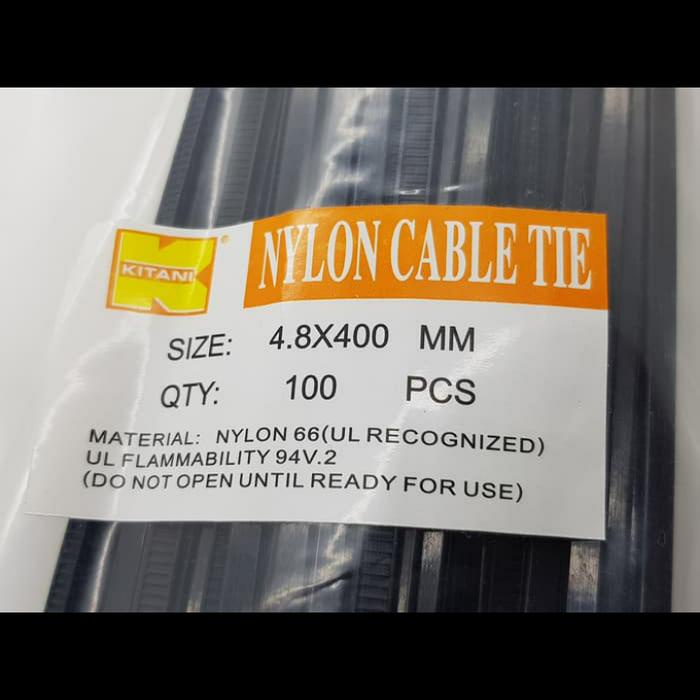 KITANI
®
NYLON CABLE TIE
SIZE: 4.8X400 MM
QTY: 100 PCS
MATERIAL: NYLON 66(UL RECOGNIZED)
UL FLAMMABILITY 94V.2
(DO NOT OPEN UNTIL READY FOR USE)